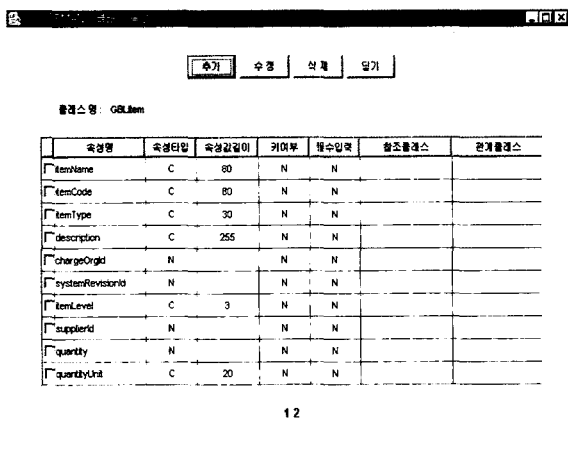 추가 수정 삭제 닫기
클래스 명: GBLItem
속성명 속성타입 속성값길이 키여부 필수입력 참조클래스 관계클래스
itemName C 80 N N
itemCode C 80 N N
itemType C 30 N N
description C 255 N N
chargeOrgId N N N
systemRevisionId N N N
itemLevel C 3 N N
supplierId N N N
quantity N N N
quantityUnit C 20 N N
1 2